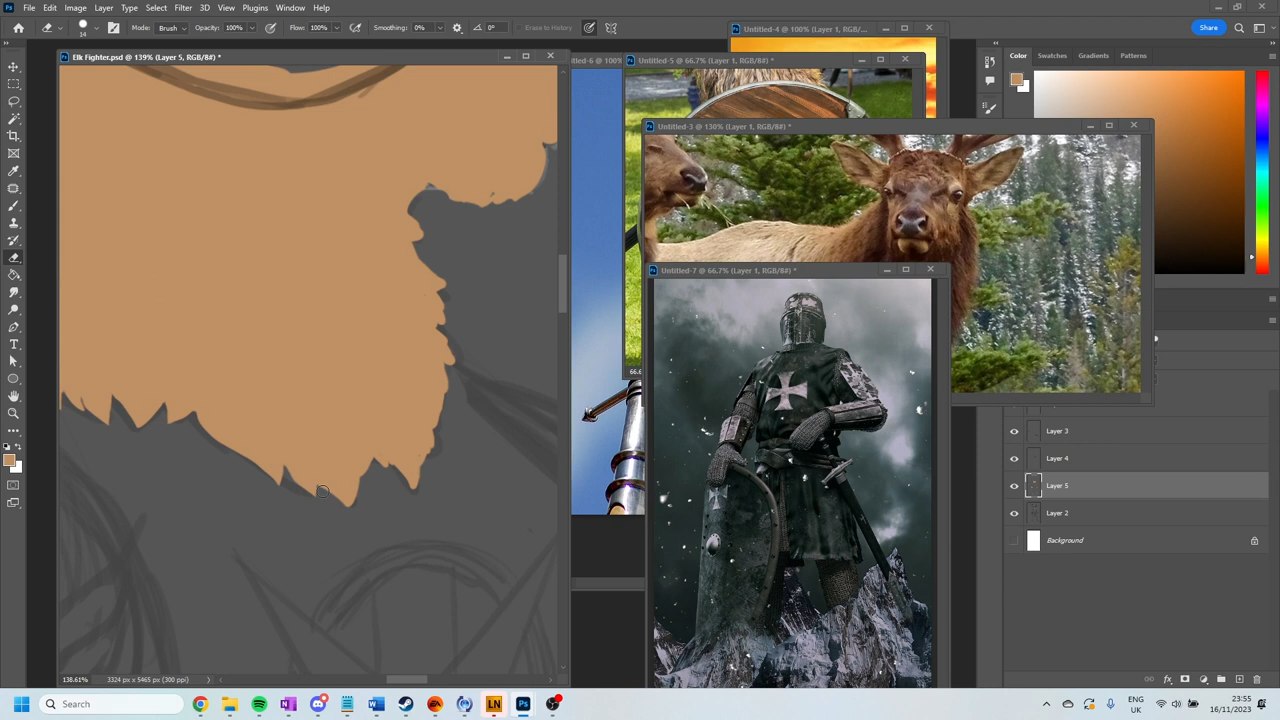 File Edit Image Layer Type Select Filter 3D View Plugins Window Help
14 Mode: Brush Opacity: 100% Flow: 100% Smoothing: 0% 0° Erase to History Share
Untitled-4 @ 100% (Layer 1, RGB/...
Elk Fighter.psd @ 139% (Layer 5, RGB/8#) *
titled-6 @ 100%
Untitled-5 @ 66.7% (Layer 1, RGB/8#) *
Color Swatches Gradients Patterns
Untitled-3 @ 130% (Layer 1, RGB/8#) *
Untitled-7 @ 66.7% (Layer 1, RGB/8#) *
66.6
Layer 3
Layer 4
Layer 5
Layer 2
Background
138.61% 3324 px x 5465 px (300 ppi)
Search
LN
ENG
UK
23:55
16/11/2023